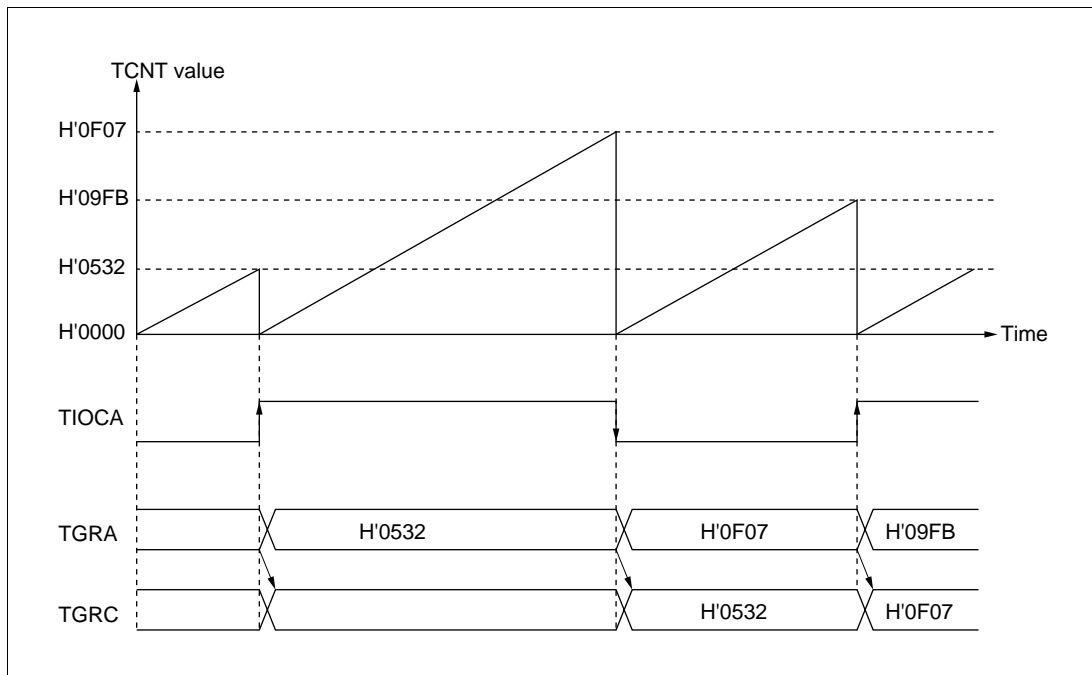 TCNT value
H'0F07
H'09FB
H'0532
H'0000
Time
TIOCA
TGRA
H'0532
H'0F07
H'09FB
TGRC
H'0532
H'0F07